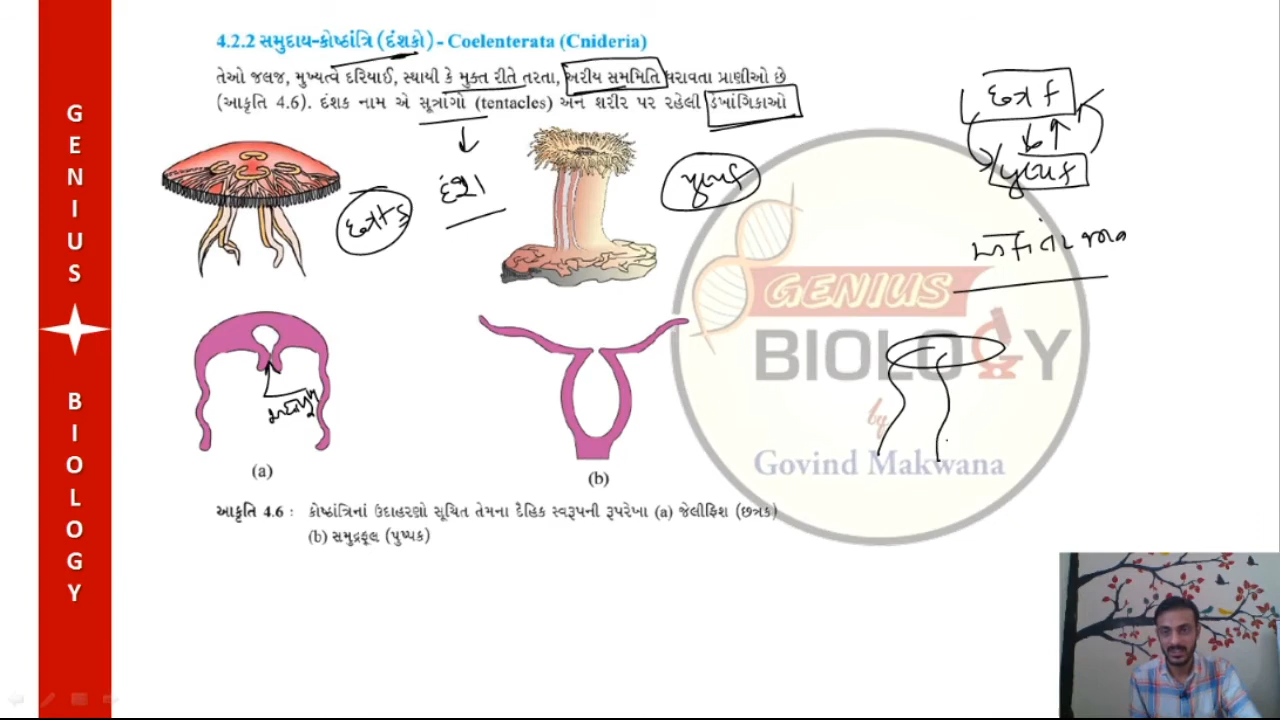 4.2.2 સમુદાય-કોષ્ઠાંત્રિ (દંશકો) - Coelenterata (Cnideria)
તેઓ જલજ, મુખ્યત્વે દરિયાઈ, સ્થાયી કે મુક્ત રીતે તરતા, અરીય સમમિતિ ધરાવતા પ્રાણીઓ છે
(આકૃતિ 4.6). દંશક નામ એ સૂત્રાંગો (tentacles) અને શરીર પર રહેલી ડંખાંગિકાઓ
છત્રક
પુષ્પક
દંશ
છત્રક
પુષ્પક
GENIUS
BIOLOGY
GENIUS
BIOLOGY
by
Govind Makwana
(a)
(b)
આકૃતિ 4.6 : કોષ્ઠાંત્રિનાં ઉદાહરણો સૂચિત તેમના દૈહિક સ્વરૂપની રૂપરેખા (a) જેલીફિશ (છત્રક)
(b) સમુદ્રફૂલ (પુષ્પક)